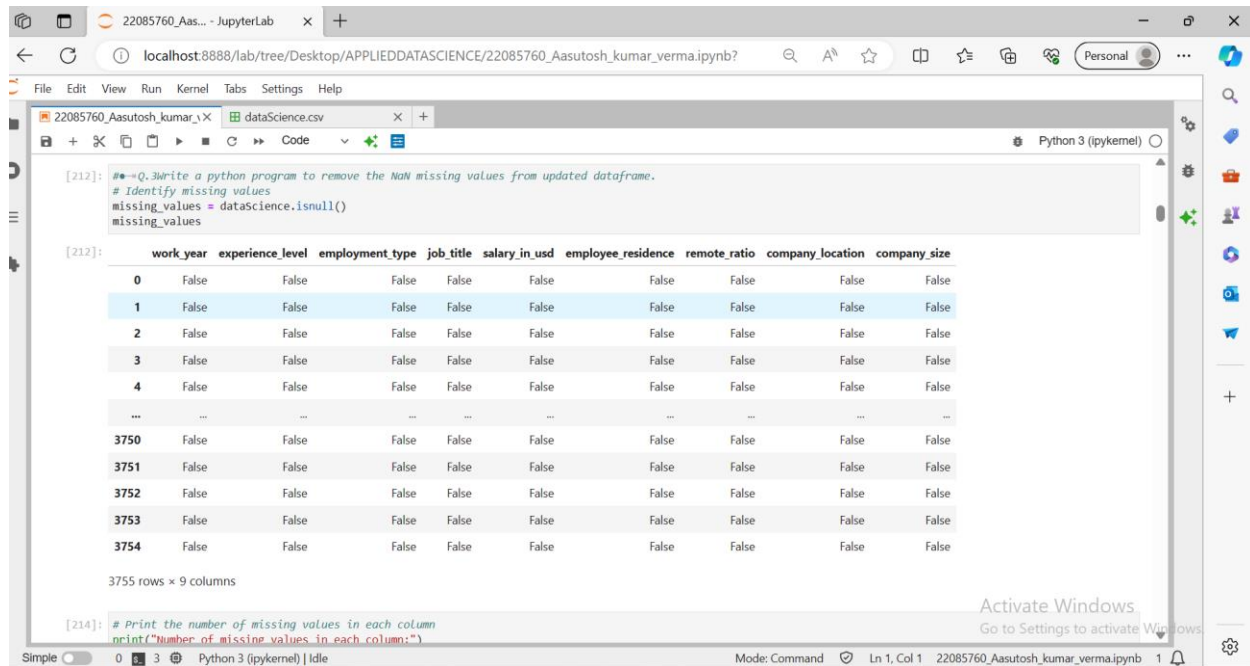 22085760_Aas... - JupyterLab
localhost:8888/lab/tree/Desktop/APPLIEDDATASCIENCE/22085760_Aasutosh_kumar_verma.ipynb?
Personal
File Edit View Run Kernel Tabs Settings Help
22085760_Aasutosh_kumar_v dataScience.csv
Code
Python 3 (ipykernel)
[212]: #●-→Q.3Write a python program to remove the NaN missing values from updated dataframe.
# Identify missing values
missing_values = dataScience.isnull()
missing_values
[212]: work_year experience_level employment_type job_title salary_in_usd employee_residence remote_ratio company_location company_size
0 False False False False False False False False False
1 False False False False False False False False False
2 False False False False False False False False False
3 False False False False False False False False False
4 False False False False False False False False False
... ... ... ... ... ... ... ... ... ...
3750 False False False False False False False False False
3751 False False False False False False False False False
3752 False False False False False False False False False
3753 False False False False False False False False False
3754 False False False False False False False False False
3755 rows × 9 columns
Activate Windows
[214]: # Print the number of missing values in each column
Go to Settings to activate Windows
print("Number of missing values in each column:")
Simple 0 3 Python 3 (ipykernel) | Idle Mode: Command Ln 1, Col 1 22085760_Aasutosh_kumar_verma.ipynb 1